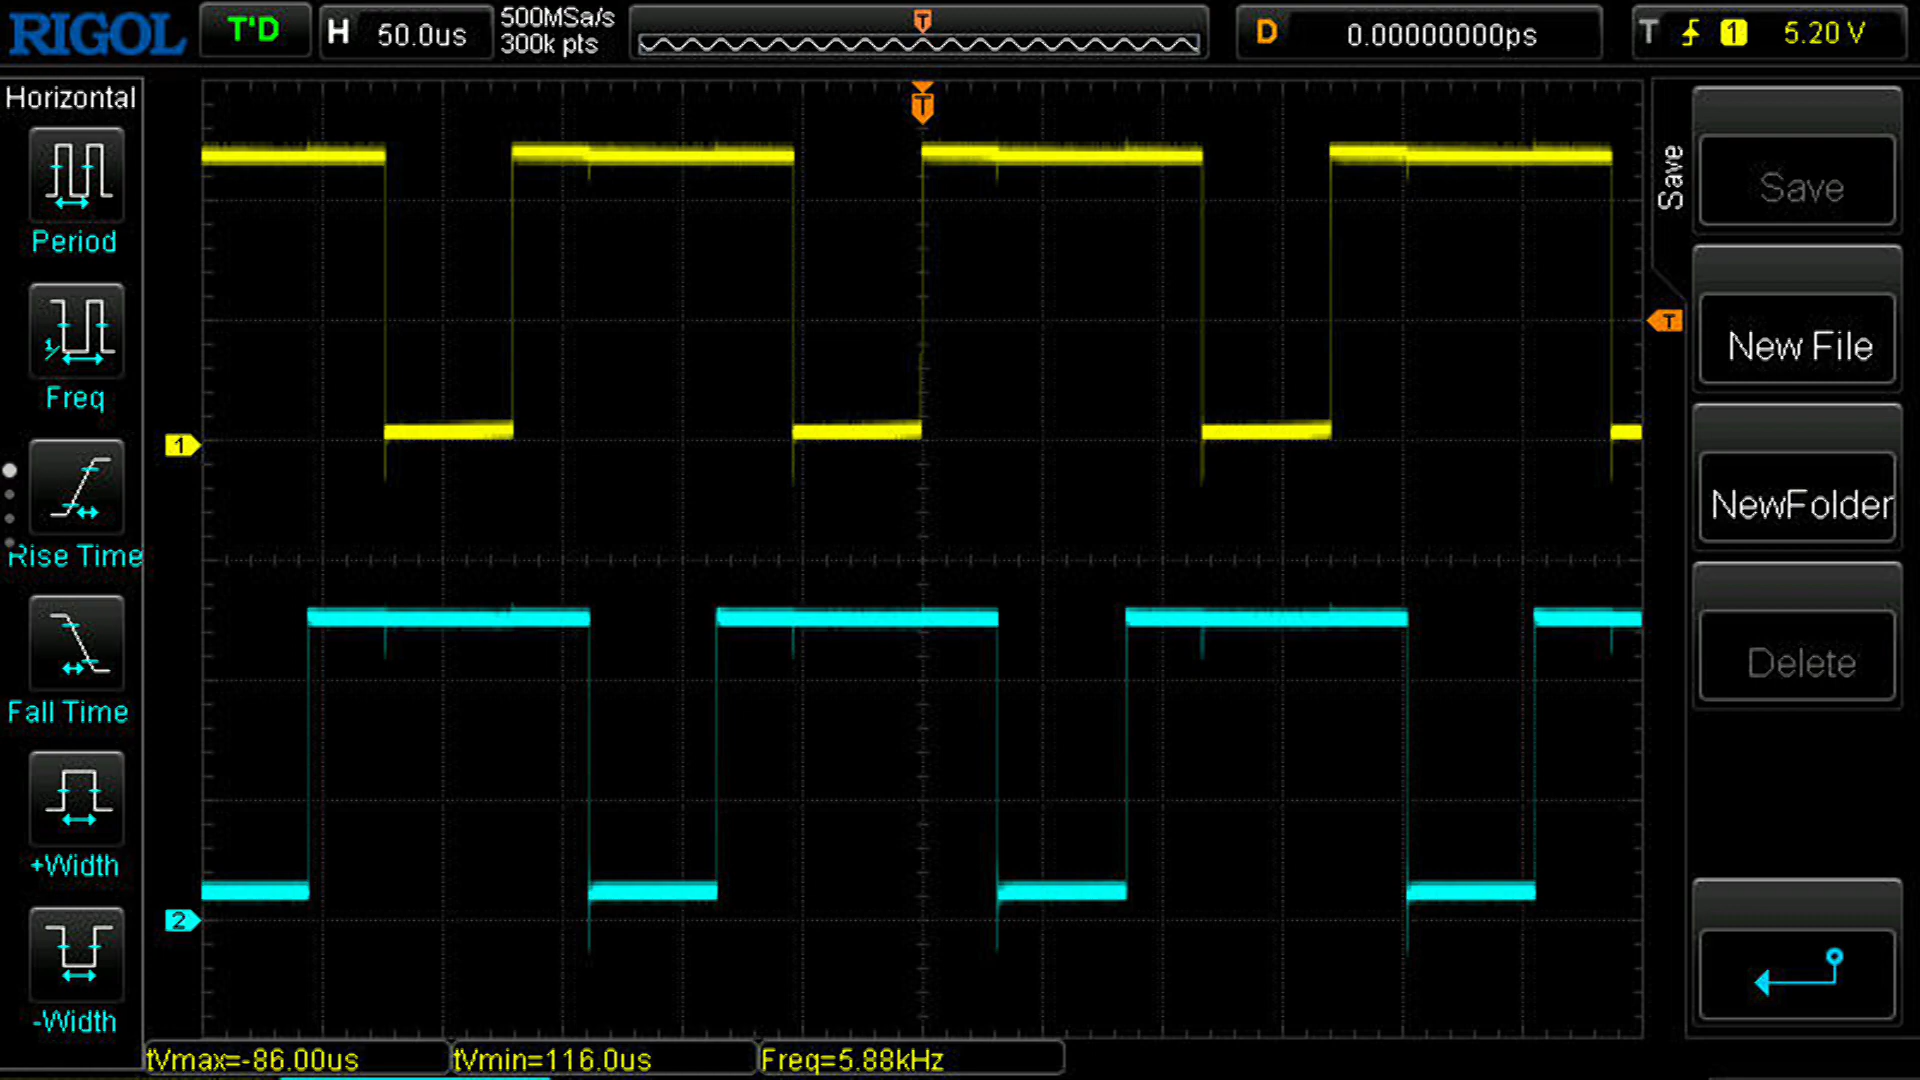 RIGOL
T'D
H 50.0us
500MSa/s
300k pts
T
D 0.00000000ps
T 1 5.20 V
Horizontal
Period
Freq
Rise Time
Fall Time
+Width
-Width
T
T
1
2
Save
Save
New File
NewFolder
Delete
tVmax=-86.00us
tVmin=116.0us
Freq=5.88kHz